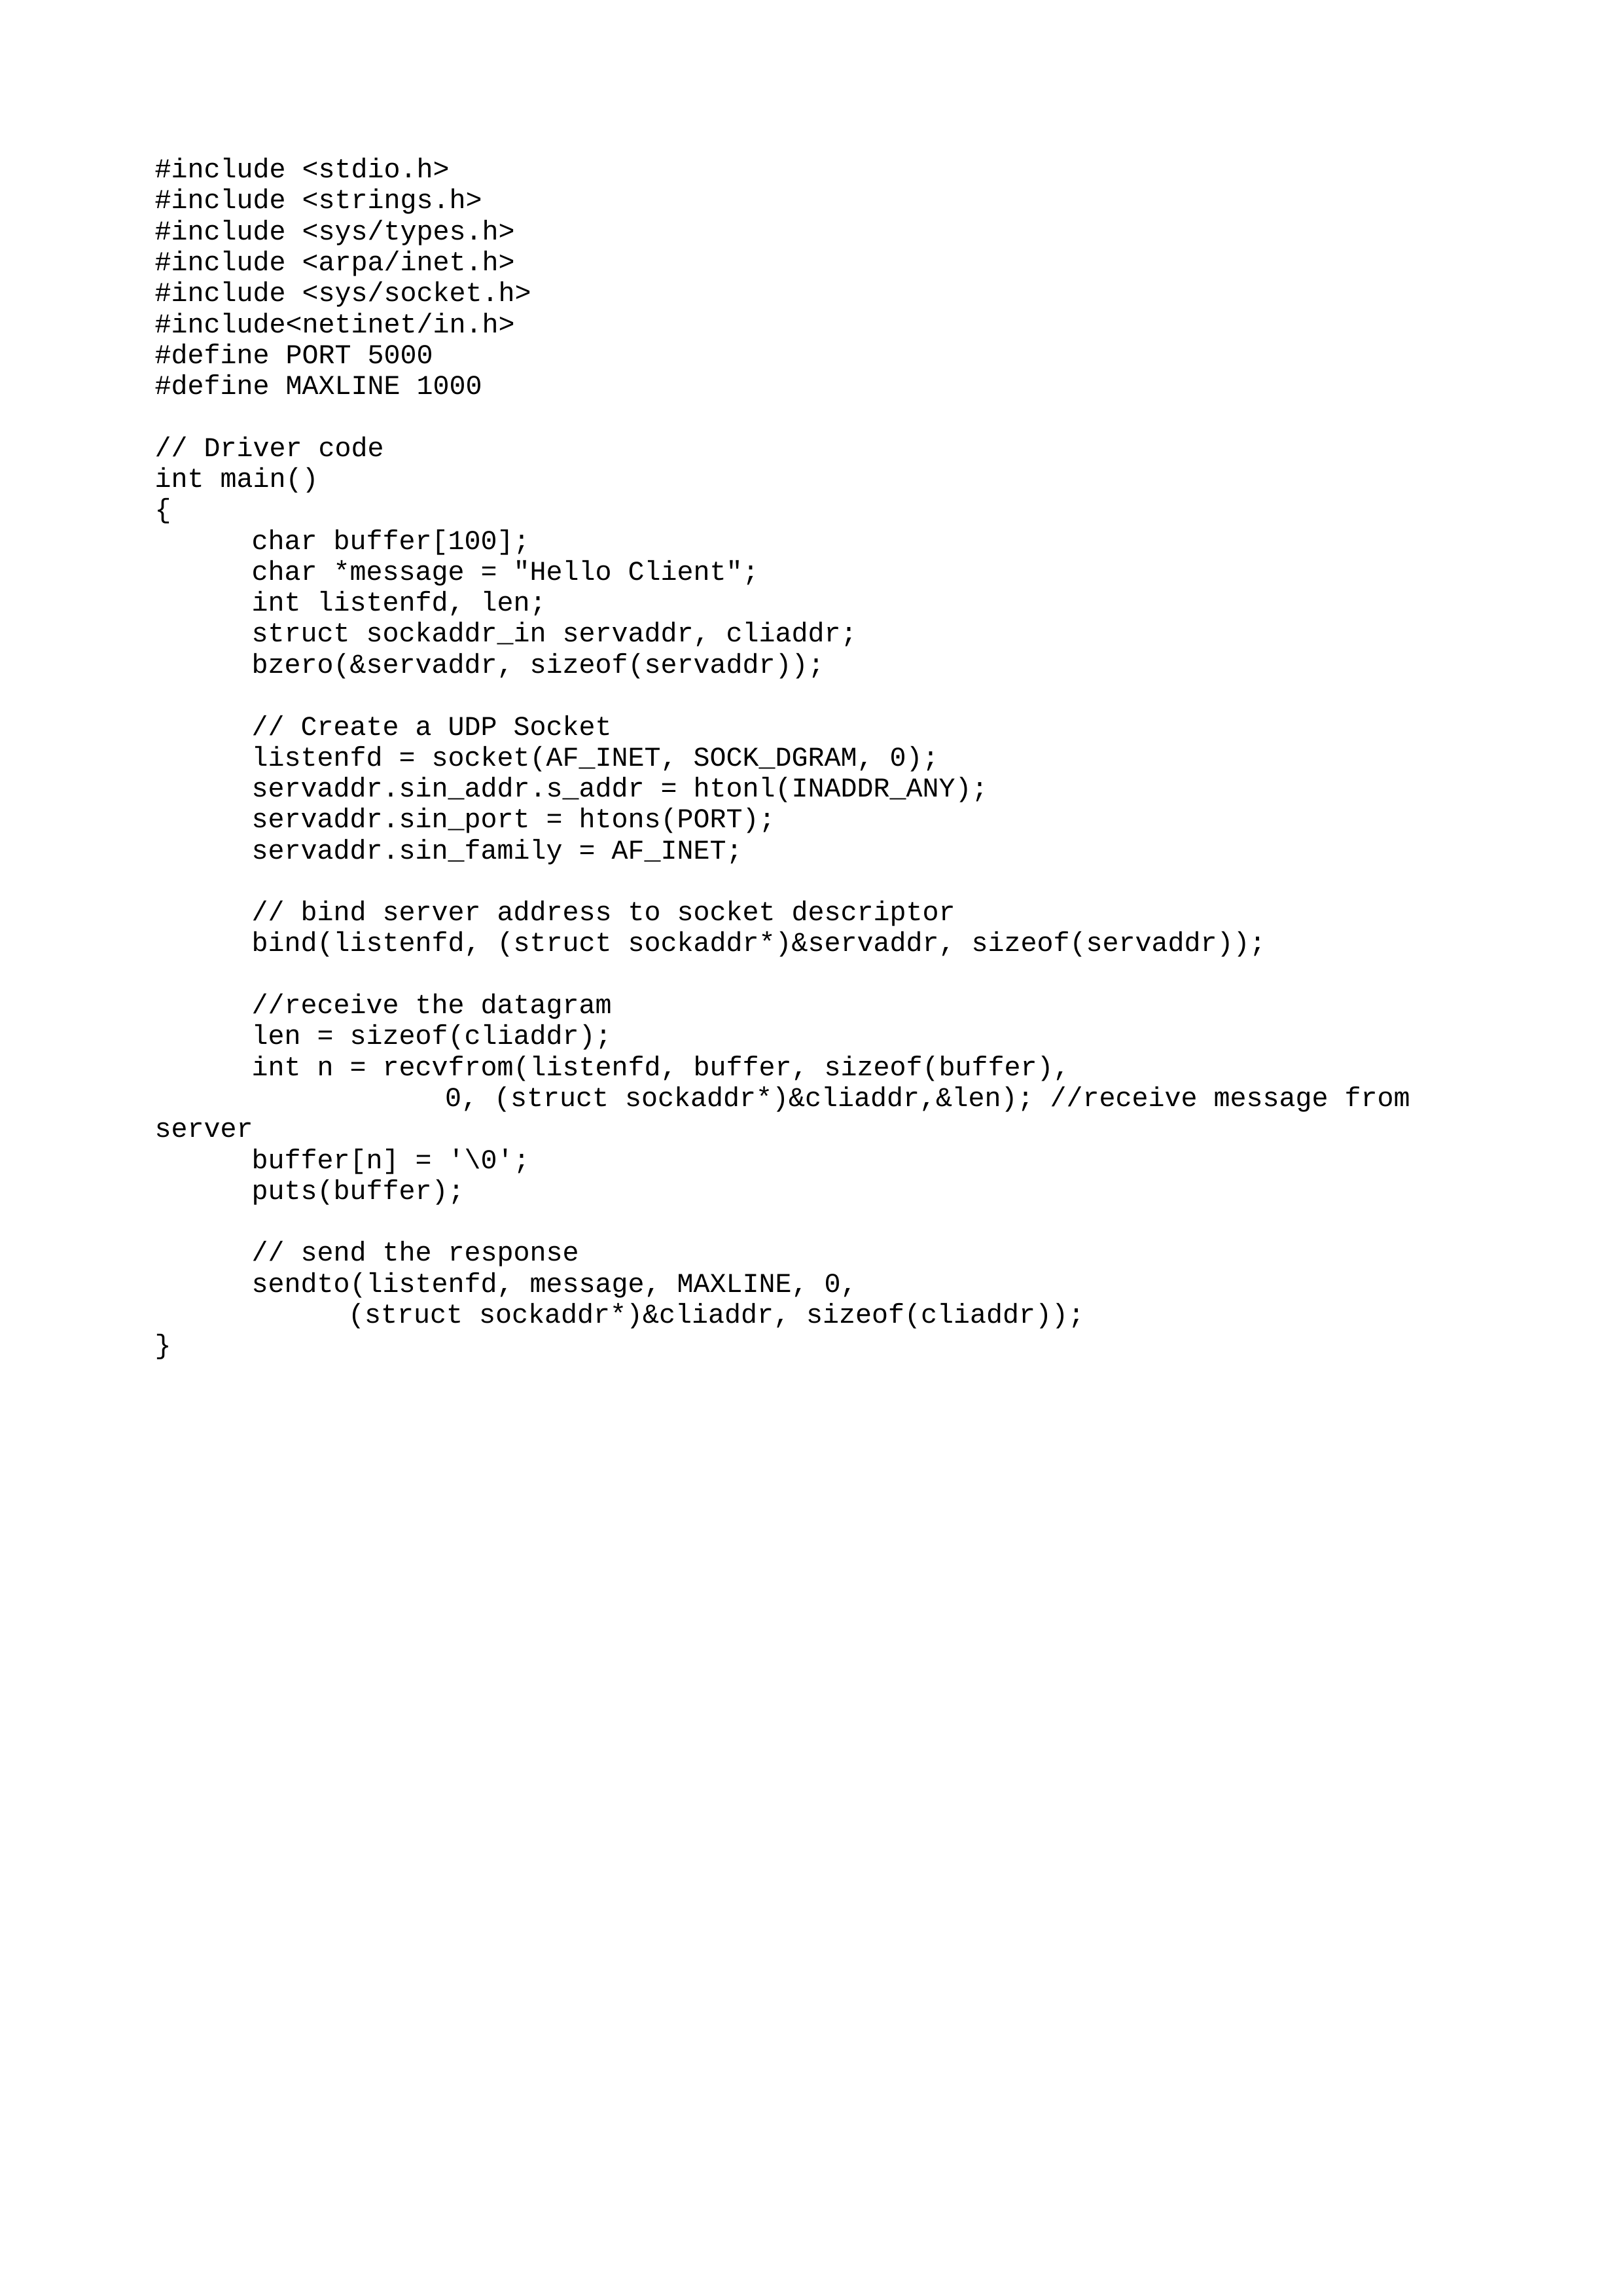 #include <stdio.h>
#include <strings.h>
#include <sys/types.h>
#include <arpa/inet.h>
#include <sys/socket.h>
#include<netinet/in.h>
#define PORT 5000
#define MAXLINE 1000

// Driver code
int main()
{
	char buffer[100];
	char *message = "Hello Client";
	int listenfd, len;
	struct sockaddr_in servaddr, cliaddr;
	bzero(&servaddr, sizeof(servaddr));

	// Create a UDP Socket
	listenfd = socket(AF_INET, SOCK_DGRAM, 0);
	servaddr.sin_addr.s_addr = htonl(INADDR_ANY);
	servaddr.sin_port = htons(PORT);
	servaddr.sin_family = AF_INET;

	// bind server address to socket descriptor
	bind(listenfd, (struct sockaddr*)&servaddr, sizeof(servaddr));

	//receive the datagram
	len = sizeof(cliaddr);
	int n = recvfrom(listenfd, buffer, sizeof(buffer),
			0, (struct sockaddr*)&cliaddr,&len); //receive message from
server
	buffer[n] = '\0';
	puts(buffer);

	// send the response
	sendto(listenfd, message, MAXLINE, 0,
		(struct sockaddr*)&cliaddr, sizeof(cliaddr));
}